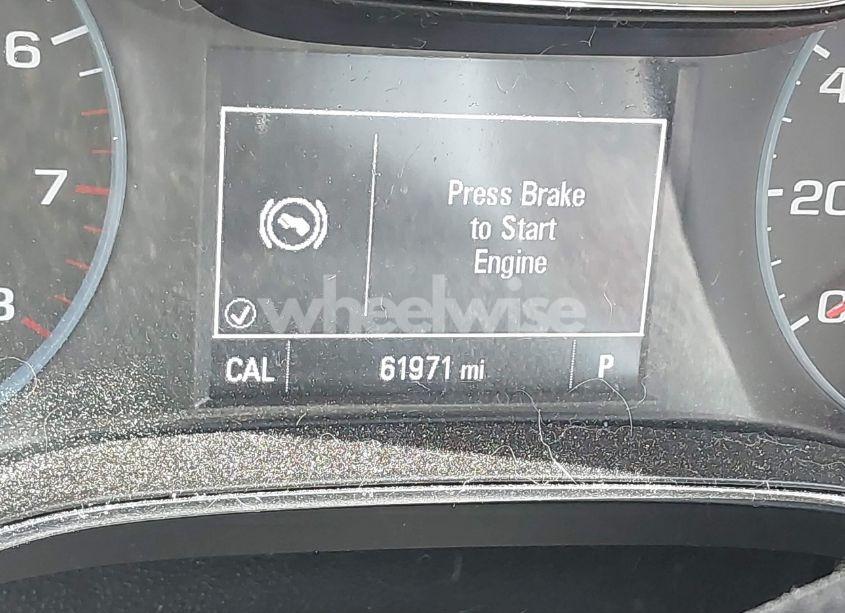 6
7
8
Press Brake
to Start
Engine
wheelwise
CAL 61971 mi P
4
20
0